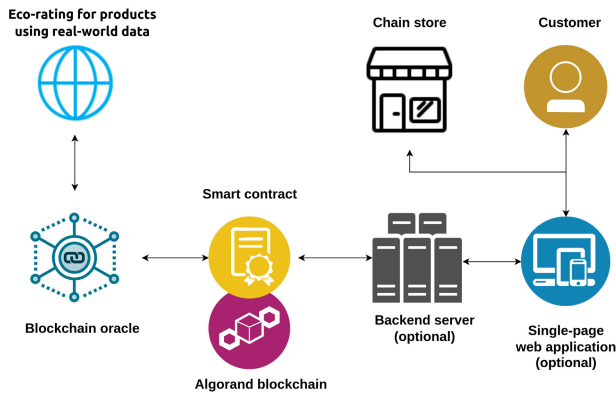 Eco-rating for products
using real-world data
Chain store
Customer
Smart contract
Blockchain oracle
Algorand blockchain
Backend server
(optional)
Single-page
web application
(optional)